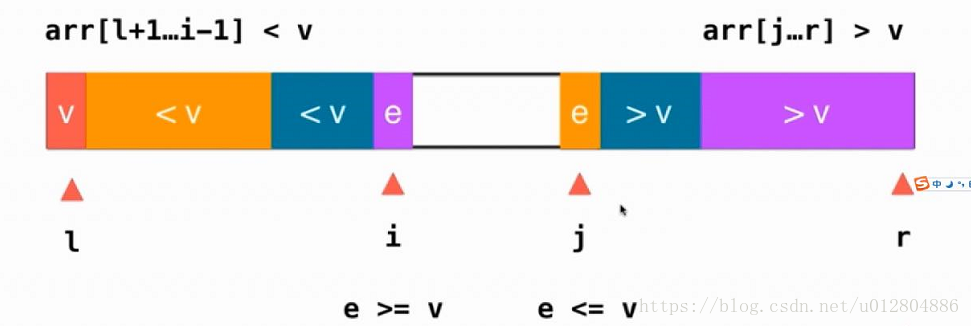 arr[l+1…i-1] < v
arr[j…r] > v
v
< v
< v
e
e
> v
> v
中
l
i
j
r
e >= v
e <= v
https://blog.csdn.net/u012804886